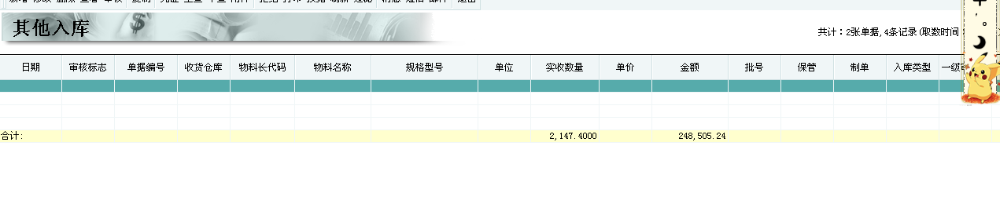 其他入库
共计：2张单据,4条记录(取数时间
日期 审核标志 单据编号 收货仓库 物料长代码 物料名称 规格型号 单位 实收数量 单价 金额 批号 保管 制单 入库类型 一级
合计: 2,147.4000 248,505.24